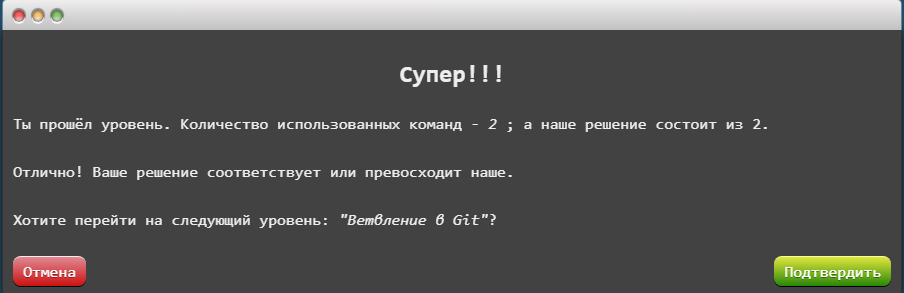 Супер!!!
Ты прошёл уровень. Количество использованных команд - 2 ; а наше решение состоит из 2.
Отлично! Ваше решение соответствует или превосходит наше.
Хотите перейти на следующий уровень: "Ветвление в Git"?
Отмена
Подтвердить